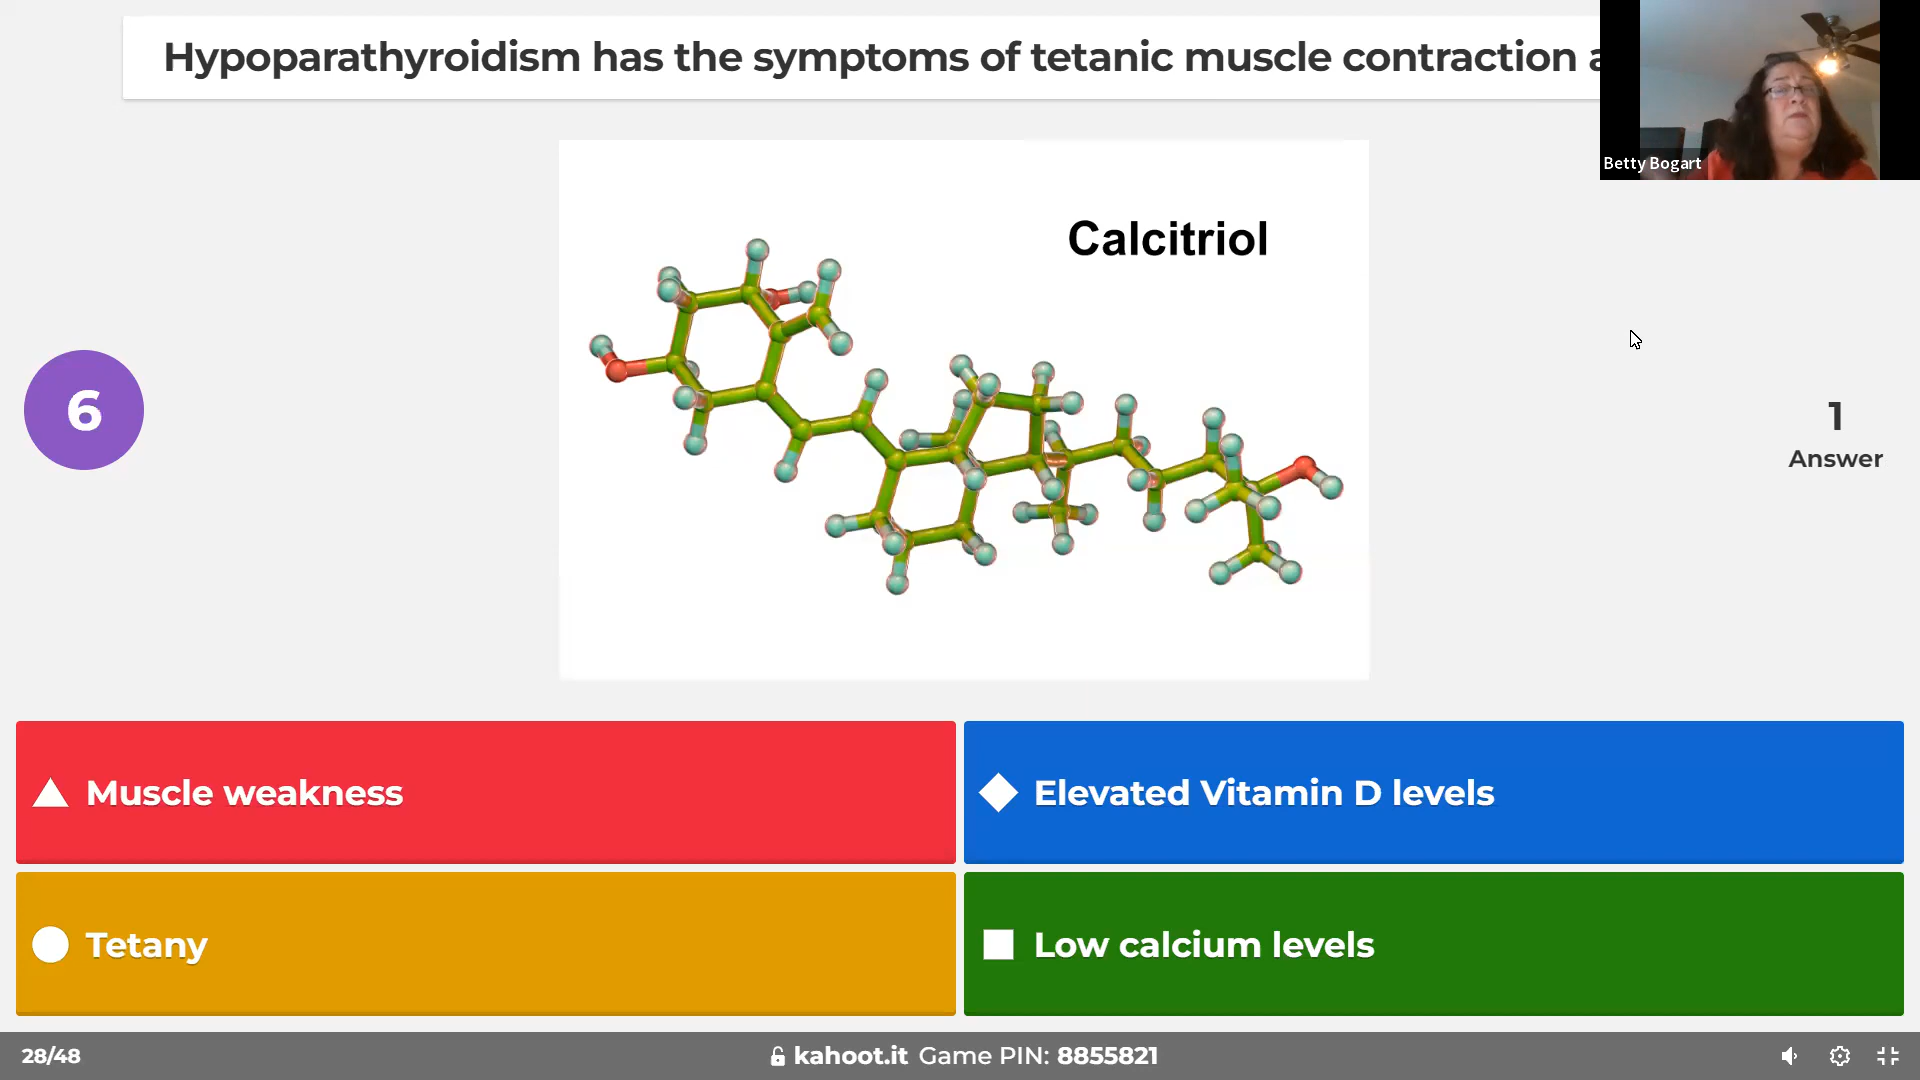 Hypoparathyroidism has the symptoms of tetanic muscle contraction
Betty Bogart
Calcitriol
6
1
Answer
Muscle weakness
Elevated Vitamin D levels
Tetany
Low calcium levels
28/48
kahoot.it Game PIN: 8855821